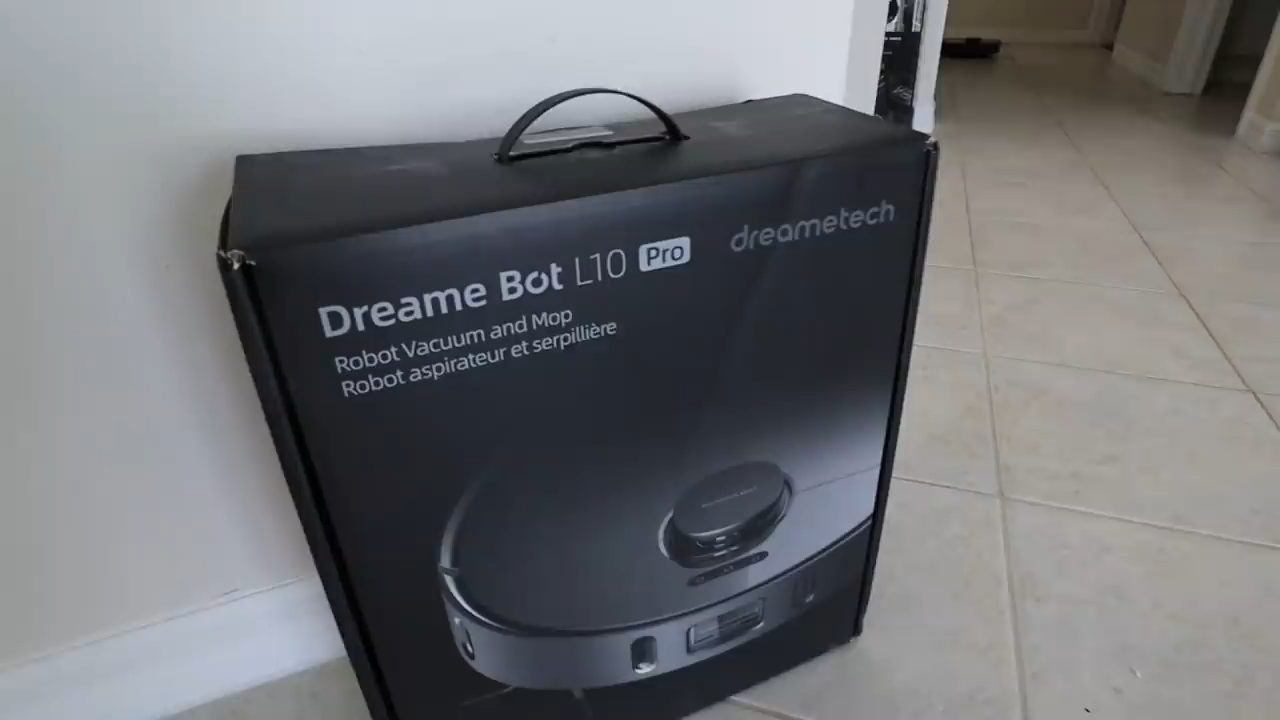 Dreame Bot L10 Pro
dreametech
Robot Vacuum and Mop
Robot aspirateur et serpillière